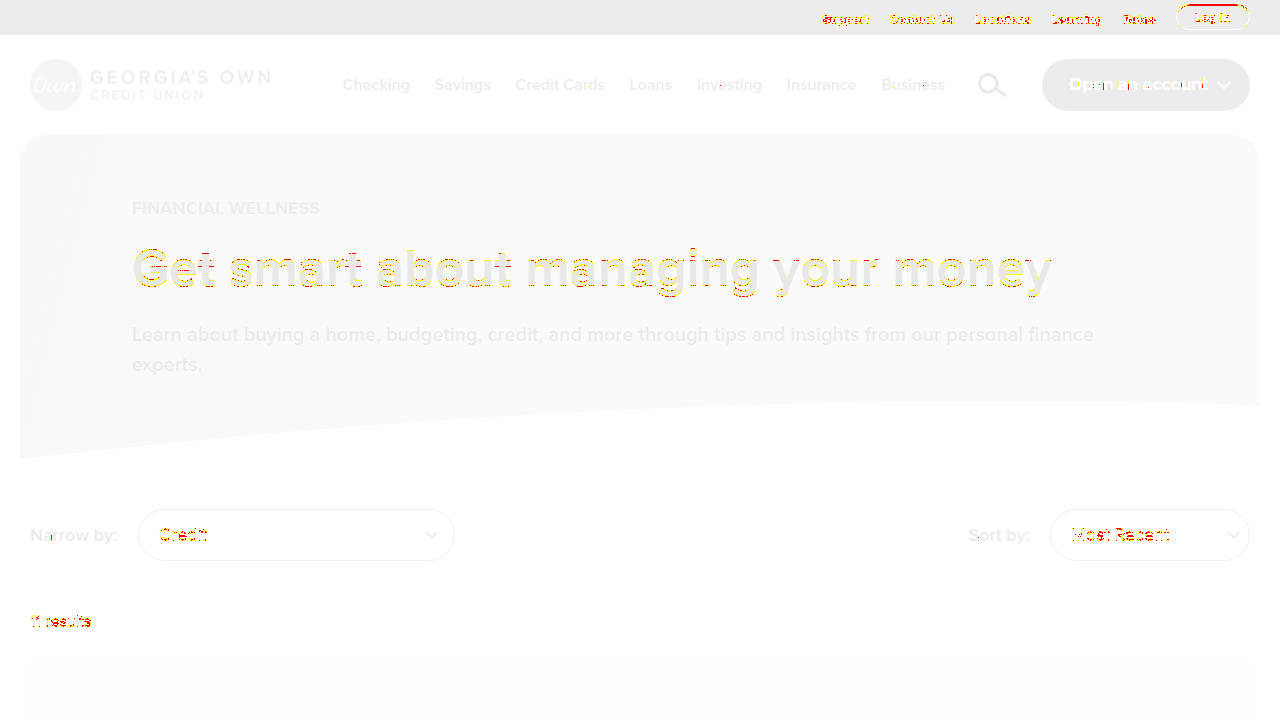 Support Contact Us Locations Learning Rates Log In
Own GEORGIA'S OWN
CREDIT UNION
Checking Savings Credit Cards Loans Investing Insurance Business Open an account
FINANCIAL WELLNESS
Get smart about managing your money
Learn about buying a home, budgeting, credit, and more through tips and insights from our personal finance
experts.
Narrow by: Credit Sort by: Most Recent
11 results